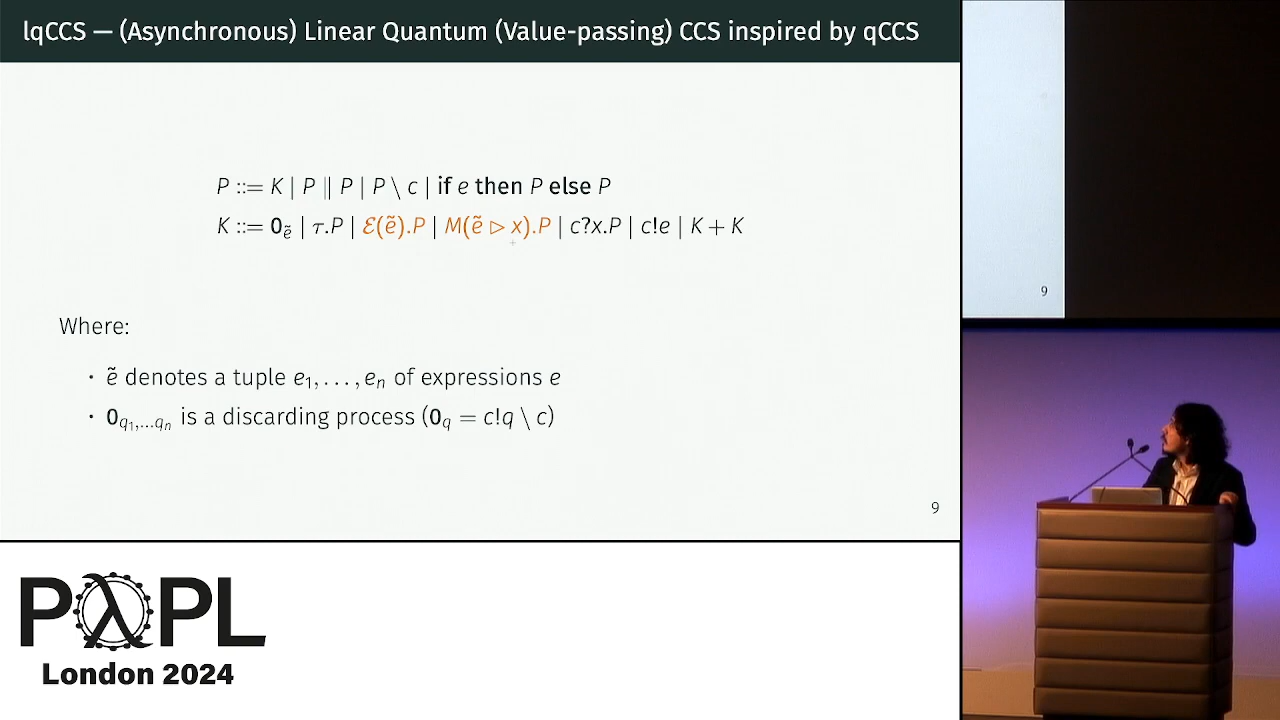 lqCCS — (Asynchronous) Linear Quantum (Value-passing) CCS inspired by qCCS
P ::= K | P ∥ P | P \ c | if e then P else P
K ::= 0ẽ | τ.P | ℰ(ẽ).P | M(ẽ ▷ x).P | c?x.P | c!e | K + K
Where:
· ẽ denotes a tuple e₁, . . . , eₙ of expressions e
· 0q₁,...qₙ is a discarding process (0q = c!q \ c)
9
9
PλPL
London 2024